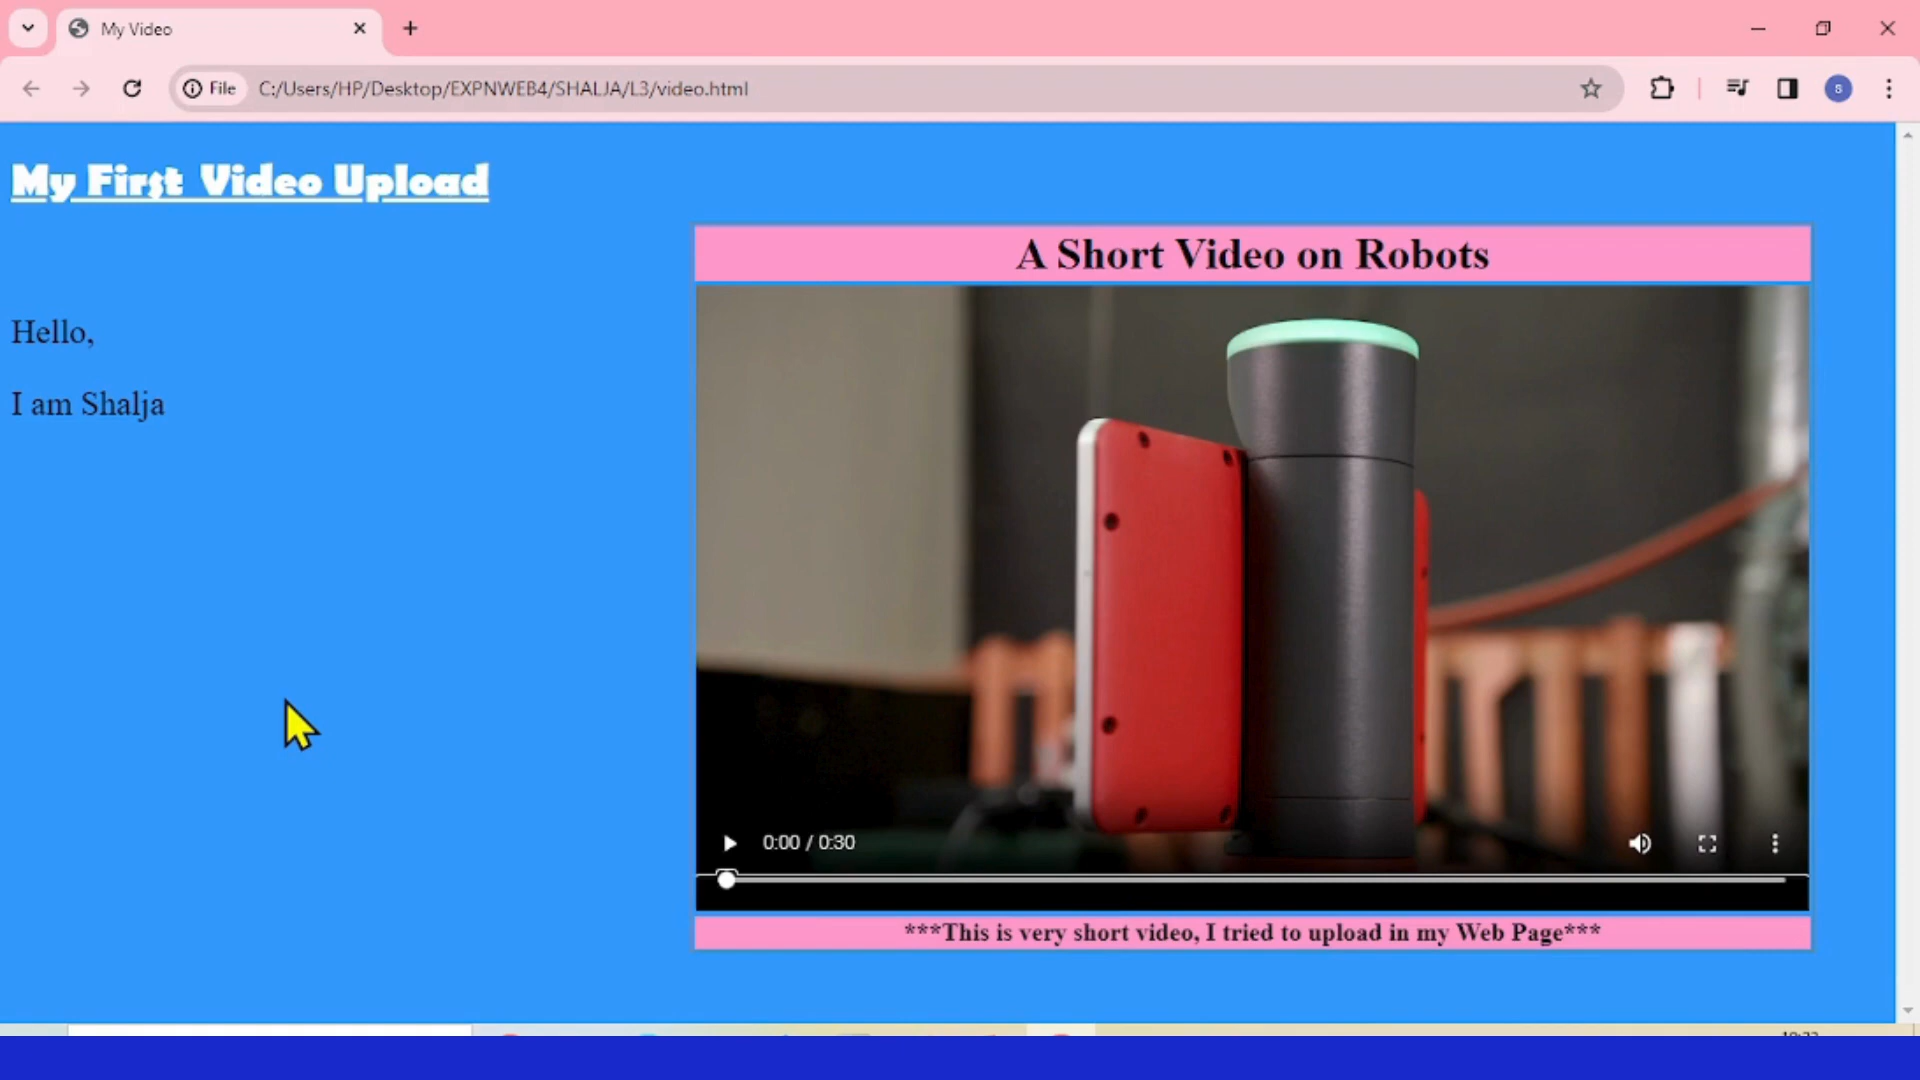 My Video
File
C:/Users/HP/Desktop/EXPNWEB4/SHALJA/L3/video.html
S
My First Video Upload
A Short Video on Robots
Hello,
I am Shalja
0:00 / 0:30
***This is very short video, I tried to upload in my Web Page***